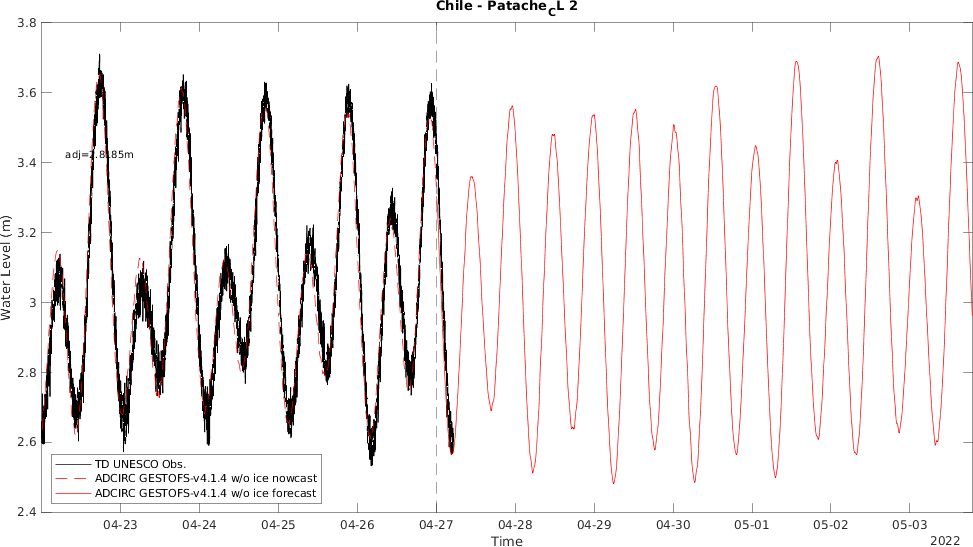 Chile - Patache_CL 2
3.8
3.6
3.4
3.2
3
2.8
2.6
2.4
Water Level (m)
adj=2.8185m
TD UNESCO Obs.
ADCIRC GESTOFS-v4.1.4 w/o ice nowcast
ADCIRC GESTOFS-v4.1.4 w/o ice forecast
04-23 04-24 04-25 04-26 04-27 04-28 04-29 04-30 05-01 05-02 05-03
Time
2022